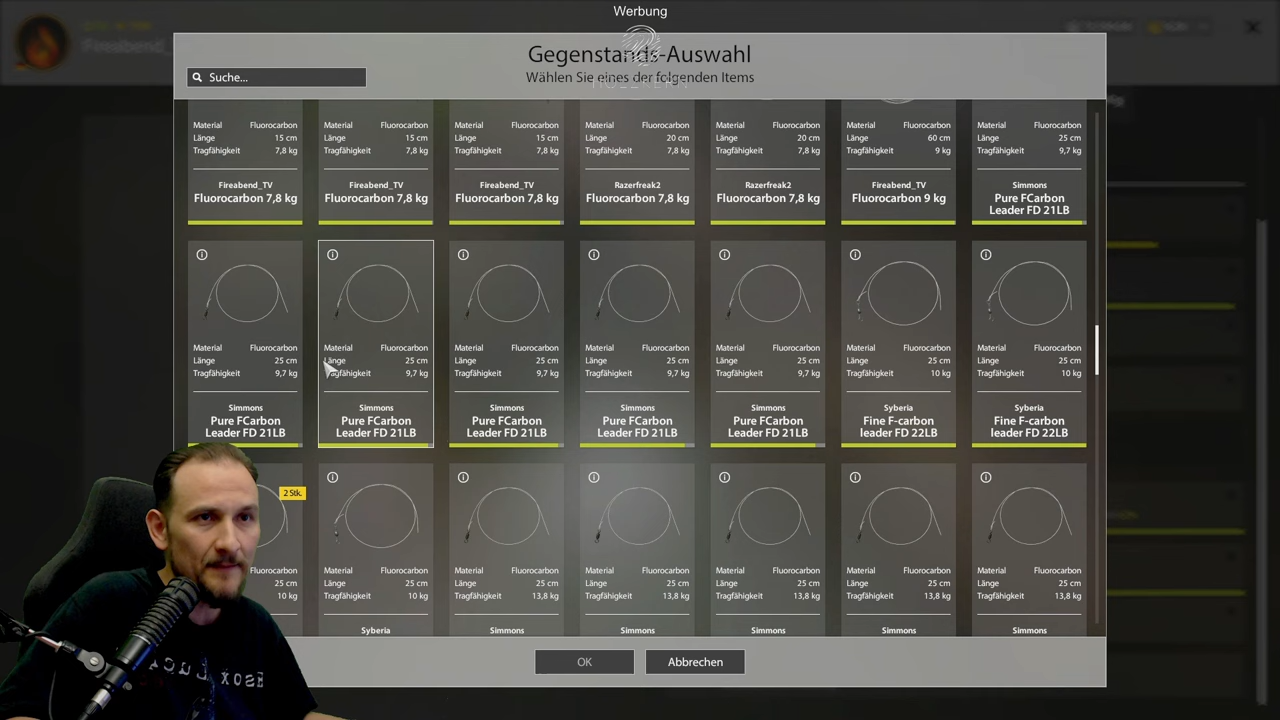 Werbung
Gegenstands-Auswahl
Suche...
Wählen Sie eines der folgenden Items
Material Fluorocarbon
Länge 15 cm
Tragfähigkeit 7,8 kg
Fireabend_TV
Fluorocarbon 7,8 kg
Material Fluorocarbon
Länge 15 cm
Tragfähigkeit 7,8 kg
Fireabend_TV
Fluorocarbon 7,8 kg
Material Fluorocarbon
Länge 15 cm
Tragfähigkeit 7,8 kg
Fireabend_TV
Fluorocarbon 7,8 kg
Material Fluorocarbon
Länge 20 cm
Tragfähigkeit 7,8 kg
Razerfreak2
Fluorocarbon 7,8 kg
Material Fluorocarbon
Länge 20 cm
Tragfähigkeit 7,8 kg
Razerfreak2
Fluorocarbon 7,8 kg
Material Fluorocarbon
Länge 60 cm
Tragfähigkeit 9 kg
Fireabend_TV
Fluorocarbon 9 kg
Material Fluorocarbon
Länge 25 cm
Tragfähigkeit 9,7 kg
Simmons
Pure FCarbon
Leader FD 21LB
Material Fluorocarbon
Länge 25 cm
Tragfähigkeit 9,7 kg
Simmons
Pure FCarbon
Leader FD 21LB
Material Fluorocarbon
Länge 25 cm
Tragfähigkeit 9,7 kg
Simmons
Pure FCarbon
Leader FD 21LB
Material Fluorocarbon
Länge 25 cm
Tragfähigkeit 9,7 kg
Simmons
Pure FCarbon
Leader FD 21LB
Material Fluorocarbon
Länge 25 cm
Tragfähigkeit 9,7 kg
Simmons
Pure FCarbon
Leader FD 21LB
Material Fluorocarbon
Länge 25 cm
Tragfähigkeit 9,7 kg
Simmons
Pure FCarbon
Leader FD 21LB
Material Fluorocarbon
Länge 25 cm
Tragfähigkeit 10 kg
Syberia
Fine F-carbon
leader FD 22LB
Material Fluorocarbon
Länge 25 cm
Tragfähigkeit 10 kg
Syberia
Fine F-carbon
leader FD 22LB
2 Stk.
Fluorocarbon
25 cm
10 kg
Material Fluorocarbon
Länge 25 cm
Tragfähigkeit 10 kg
Syberia
Material Fluorocarbon
Länge 25 cm
Tragfähigkeit 13,8 kg
Simmons
Material Fluorocarbon
Länge 25 cm
Tragfähigkeit 13,8 kg
Simmons
Material Fluorocarbon
Länge 25 cm
Tragfähigkeit 13,8 kg
Simmons
Material Fluorocarbon
Länge 25 cm
Tragfähigkeit 13,8 kg
Simmons
Material Fluorocarbon
Länge 25 cm
Tragfähigkeit 13,8 kg
Simmons
OK
Abbrechen
Esox Luci